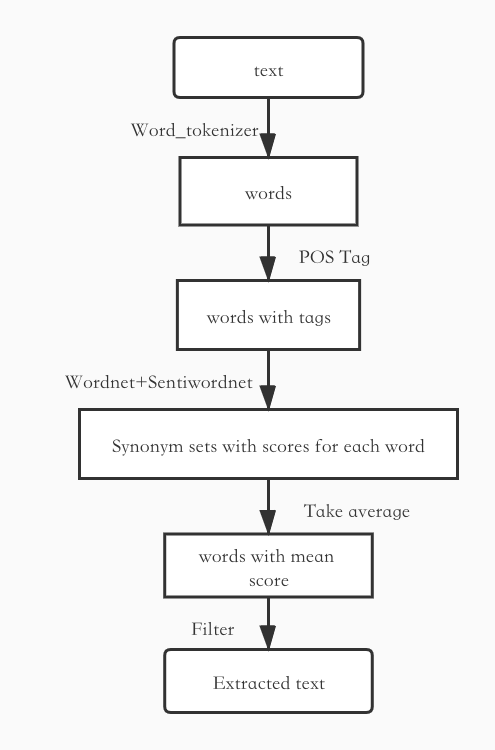 text
Word_tokenizer
words
POS Tag
words with tags
Wordnet+Sentiwordnet
Synonym sets with scores for each word
Take average
words with mean
score
Filter
Extracted text